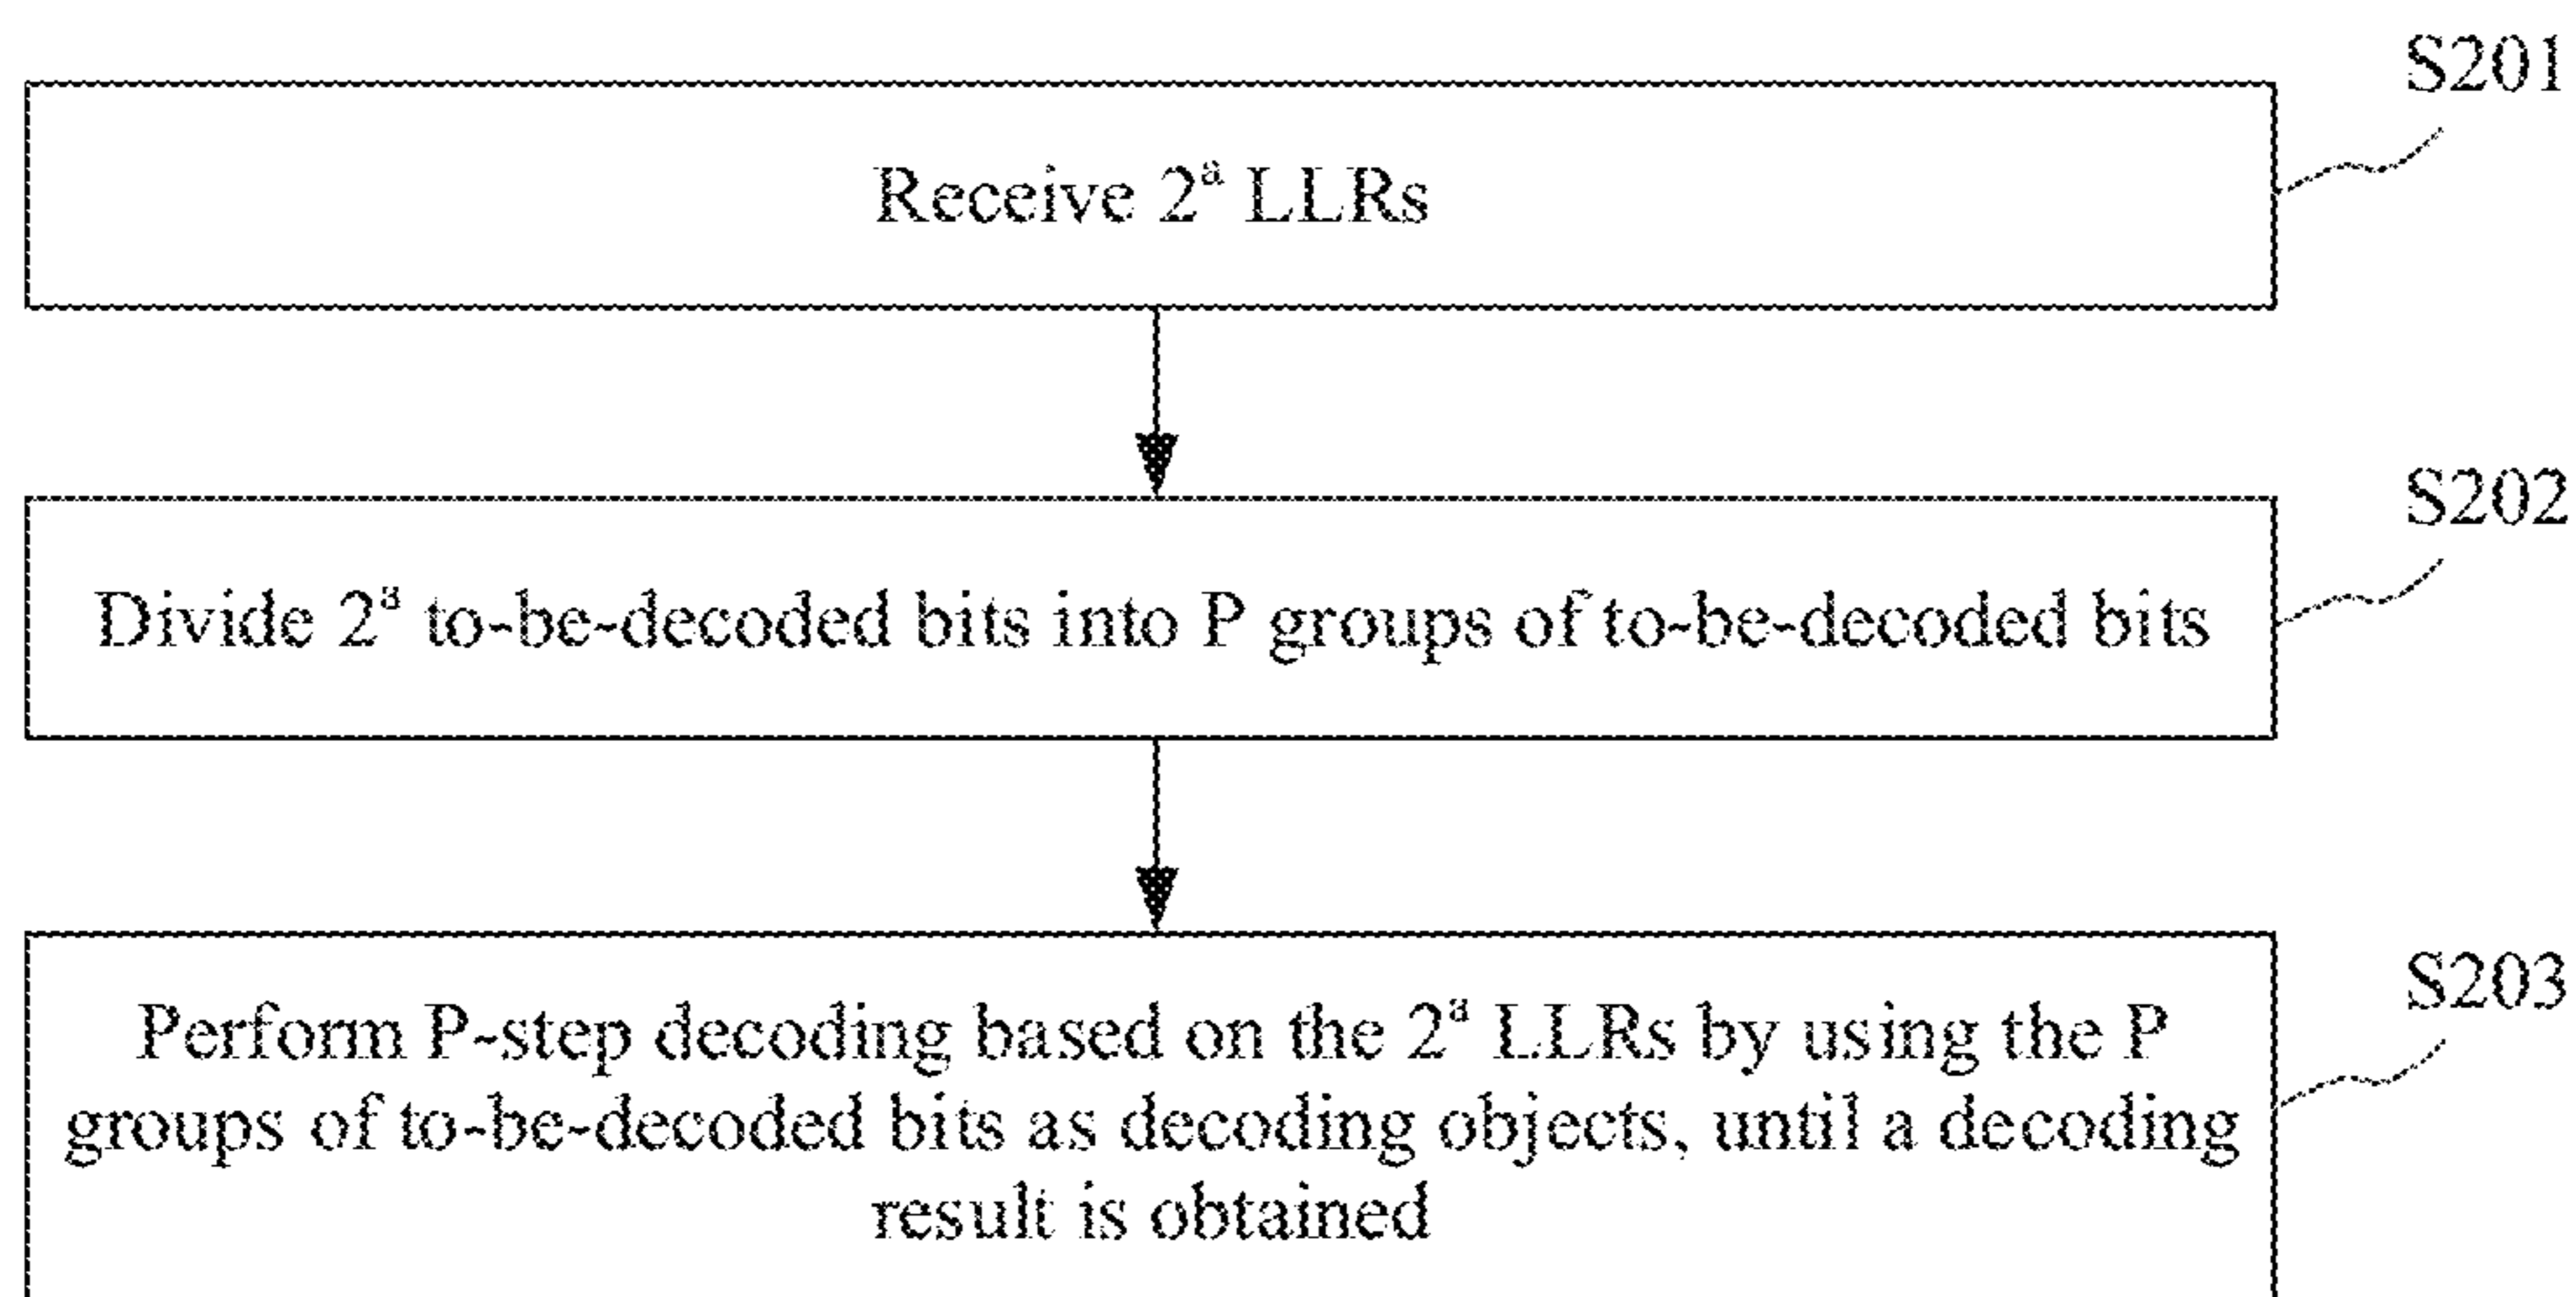 S201
Receive 2ª LLRs
S202
Divide 2ª to-be-decoded bits into P groups of to-be-decoded bits
S203
Perform P-step decoding based on the 2ª LLRs by using the P
groups of to-be-decoded bits as decoding objects, until a decoding
result is obtained